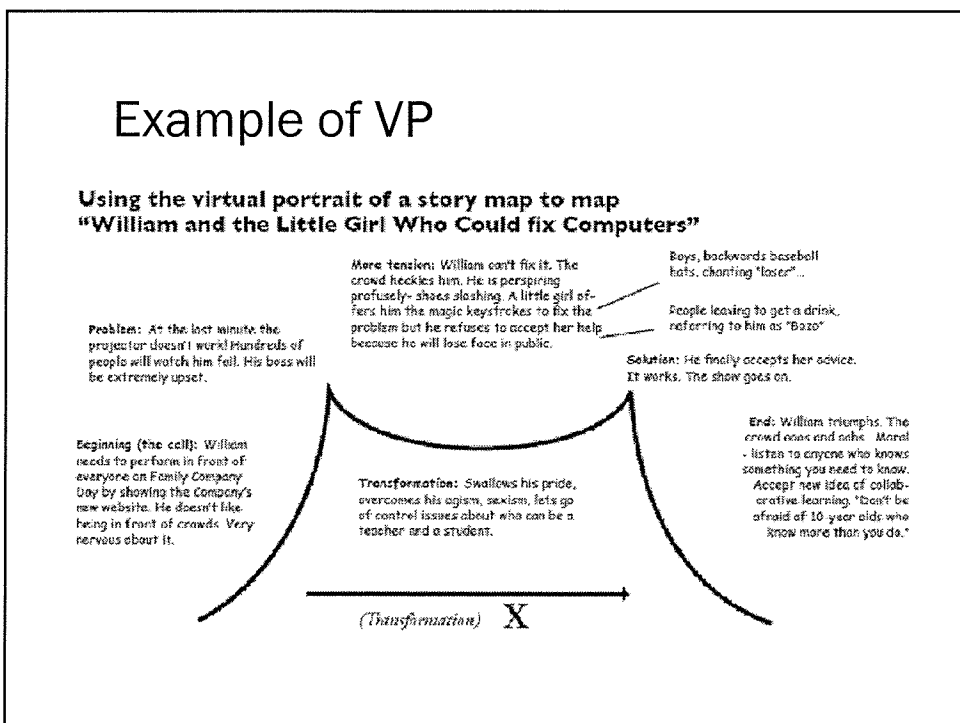 Example of VP
Using the virtual portrait of a story map to map
"William and the Little Girl Who Could fix Computers"
Problem: At the last minute the
projector doesn't work! Hundreds of
people will watch him fail. His boss will
be extremely upset.
More tension: William can't fix it. The
crowd heckles him. He is perspiring
profusely- shoes sloshing. A little girl of-
fers him the magic keystrokes to fix the
problem but he refuses to accept her help
because he will lose face in public.
Boys, backwards baseball
hats, chanting "loser"...
People leaving to get a drink,
referring to him as "Bozo"
Solution: He finally accepts her advice.
It works. The show goes on.
Beginning (the call): William
needs to perform in front of
everyone on Family Company
Day by showing the Company's
new website. He doesn't like
being in front of crowds. Very
nervous about it.
Transformation: Swallows his pride,
overcomes his agism, sexism, lets go
of control issues about who can be a
teacher and a student.
End: William triumphs. The
crowd oohs and aahs. Moral
- listen to anyone who knows
something you need to know.
Accept new idea of collab-
orative learning. "Don't be
afraid of 10 year olds who
know more than you do."
(Transformation) X